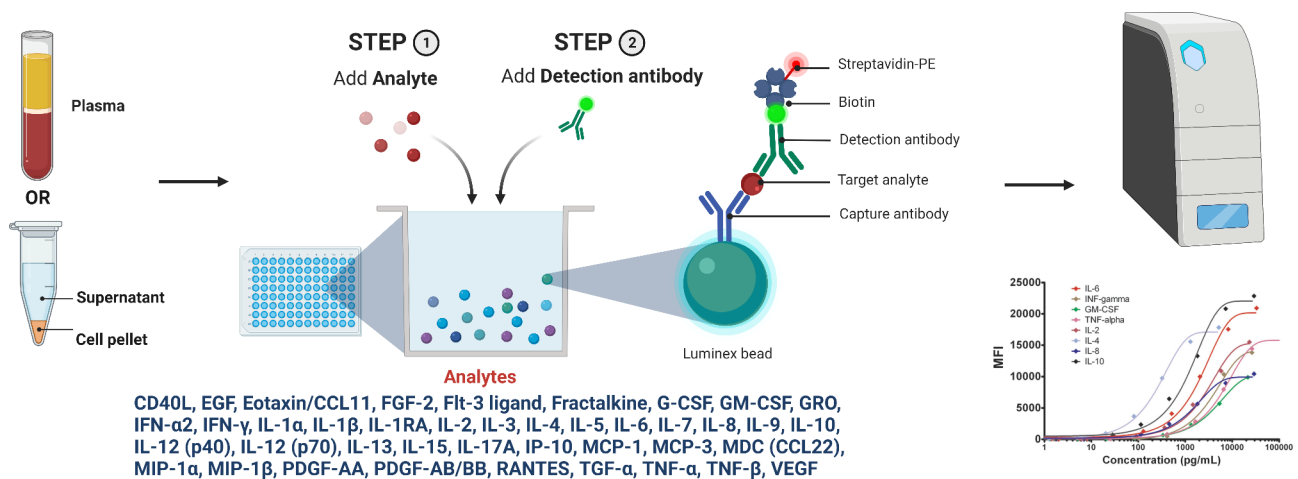 Plasma
OR
Supernatant
Cell pellet
STEP 1
Add Analyte
STEP 2
Add Detection antibody
Streptavidin-PE
Biotin
Detection antibody
Target analyte
Capture antibody
Luminex bead
Analytes
CD40L, EGF, Eotaxin/CCL11, FGF-2, Flt-3 ligand, Fractalkine, G-CSF, GM-CSF, GRO,
IFN-α2, IFN-γ, IL-1α, IL-1β, IL-1RA, IL-2, IL-3, IL-4, IL-5, IL-6, IL-7, IL-8, IL-9, IL-10,
IL-12 (p40), IL-12 (p70), IL-13, IL-15, IL-17A, IP-10, MCP-1, MCP-3, MDC (CCL22),
MIP-1α, MIP-1β, PDGF-AA, PDGF-AB/BB, RANTES, TGF-α, TNF-α, TNF-β, VEGF
25000
20000
15000
10000
5000
0
MFI
IL-6
INF-gamma
GM-CSF
TNF-alpha
IL-2
IL-4
IL-8
IL-10
1 10 100 1000 10000 100000
Concentration (pg/mL)